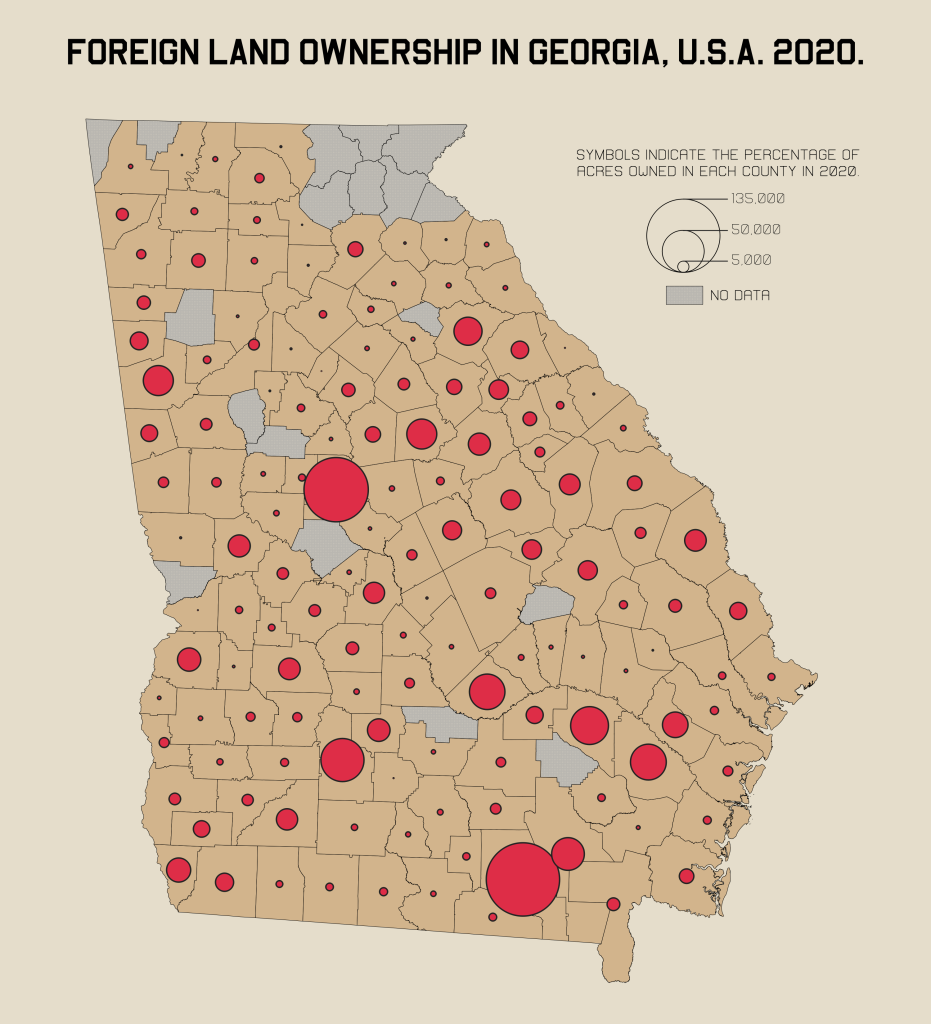 FOREIGN LAND OWNERSHIP IN GEORGIA, U.S.A. 2020.
SYMBOLS INDICATE THE PERCENTAGE OF
ACRES OWNED IN EACH COUNTY IN 2020.
135,000
50,000
5,000
NO DATA